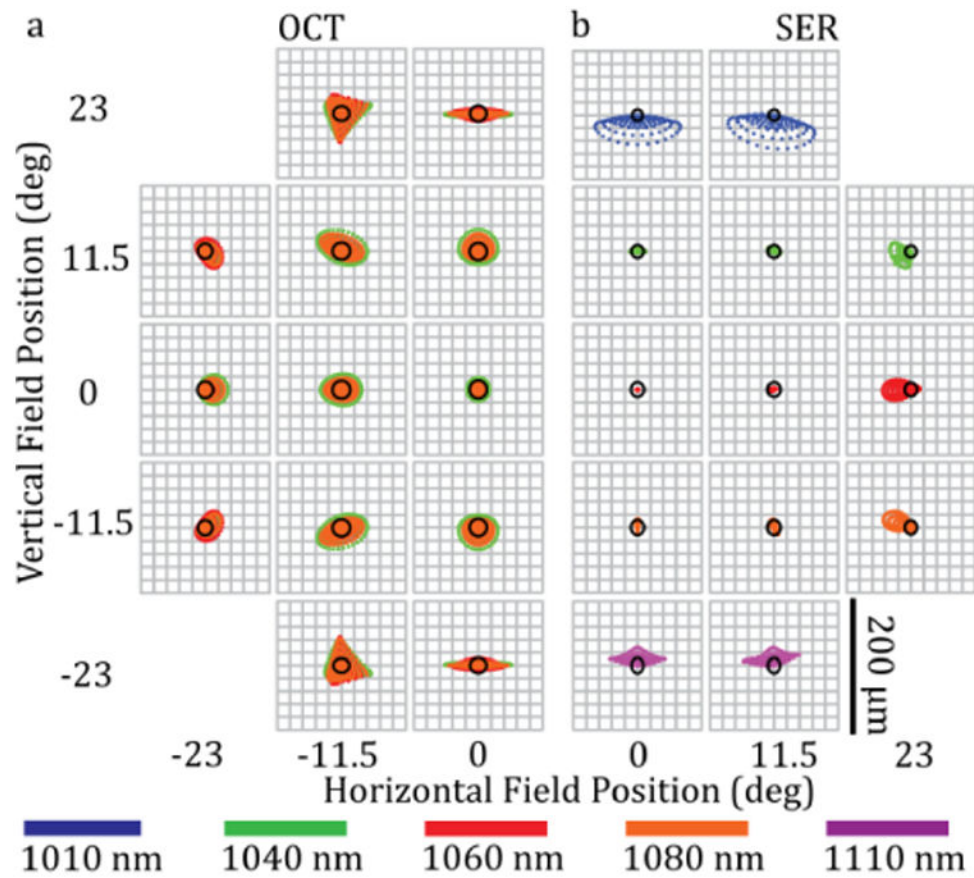 a OCT b SER
Vertical Field Position (deg)
23
11.5
0
-11.5
-23
200 μm
-23 -11.5 0 0 11.5 23
Horizontal Field Position (deg)
1010 nm 1040 nm 1060 nm 1080 nm 1110 nm